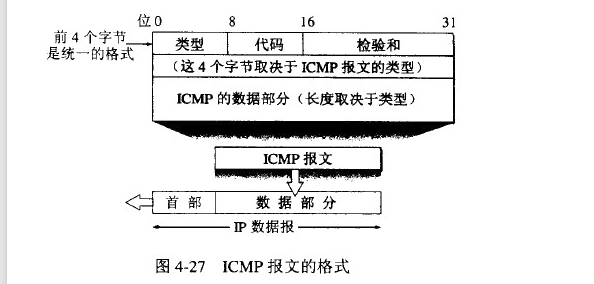 位 0 8 16 31
前 4 个字节
是统一的格式
类型 代码 检验和
（这 4 个字节取决于 ICMP 报文的类型）
ICMP 的数据部分（长度取决于类型）
ICMP 报文
首部 数据部分
IP 数据报
图 4-27 ICMP 报文的格式